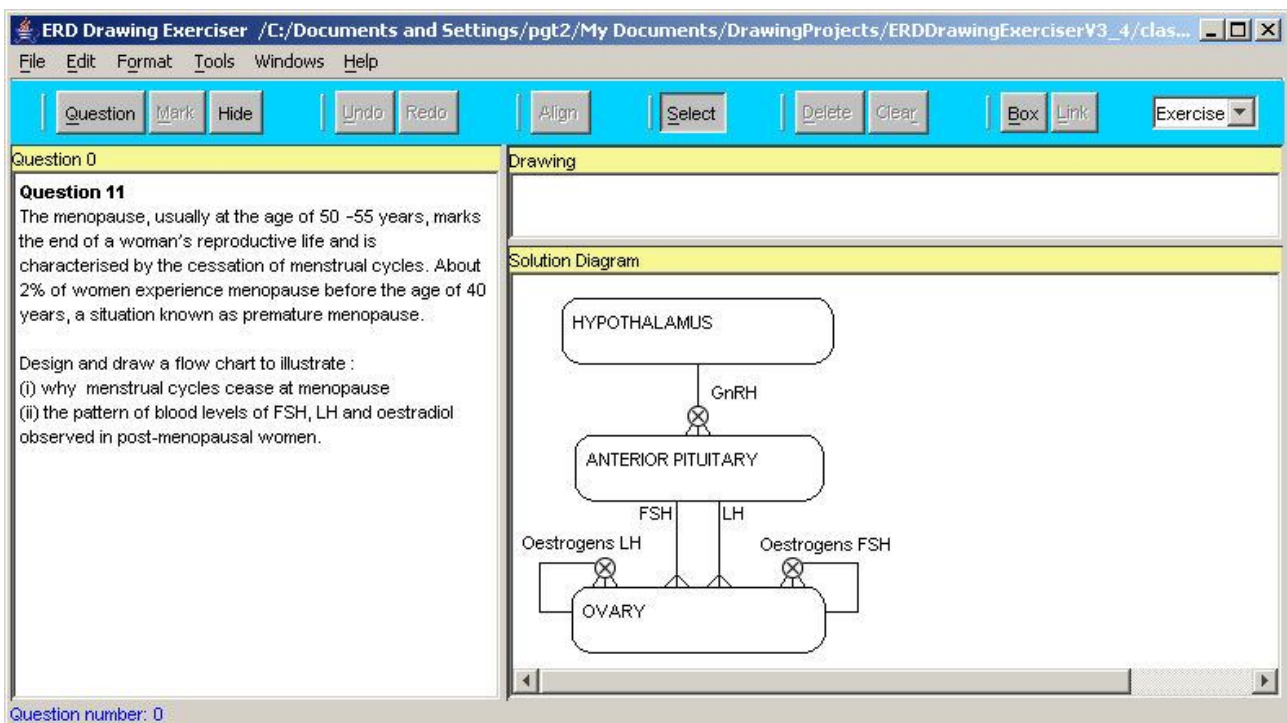 ERD Drawing Exerciser /C:/Documents and Settings/pgt2/My Documents/DrawingProjects/ERDDrawingExerciserV3_4/clas...
File Edit Format Tools Windows Help
Question Mark Hide Undo Redo Align Select Delete Clear Box Link Exercise
Question 0
Question 11
The menopause, usually at the age of 50 -55 years, marks
the end of a woman's reproductive life and is
characterised by the cessation of menstrual cycles. About
2% of women experience menopause before the age of 40
years, a situation known as premature menopause.
Design and draw a flow chart to illustrate :
(i) why menstrual cycles cease at menopause
(ii) the pattern of blood levels of FSH, LH and oestradiol
observed in post-menopausal women.
Drawing
Solution Diagram
HYPOTHALAMUS
GnRH
ANTERIOR PITUITARY
FSH LH
Oestrogens LH Oestrogens FSH
OVARY
Question number: 0